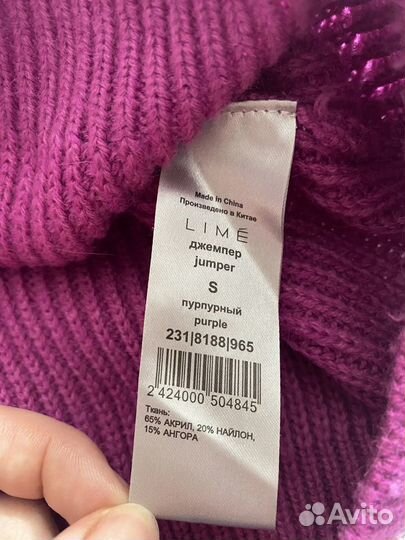 Made in China
Произведено в Китае
LIMÉ
джемпер
jumper
S
пурпурный
purple
231|8188|965
2 424000 504845
Ткань:
65% АКРИЛ, 20% НАЙЛОН,
15% АНГОРА
Avito